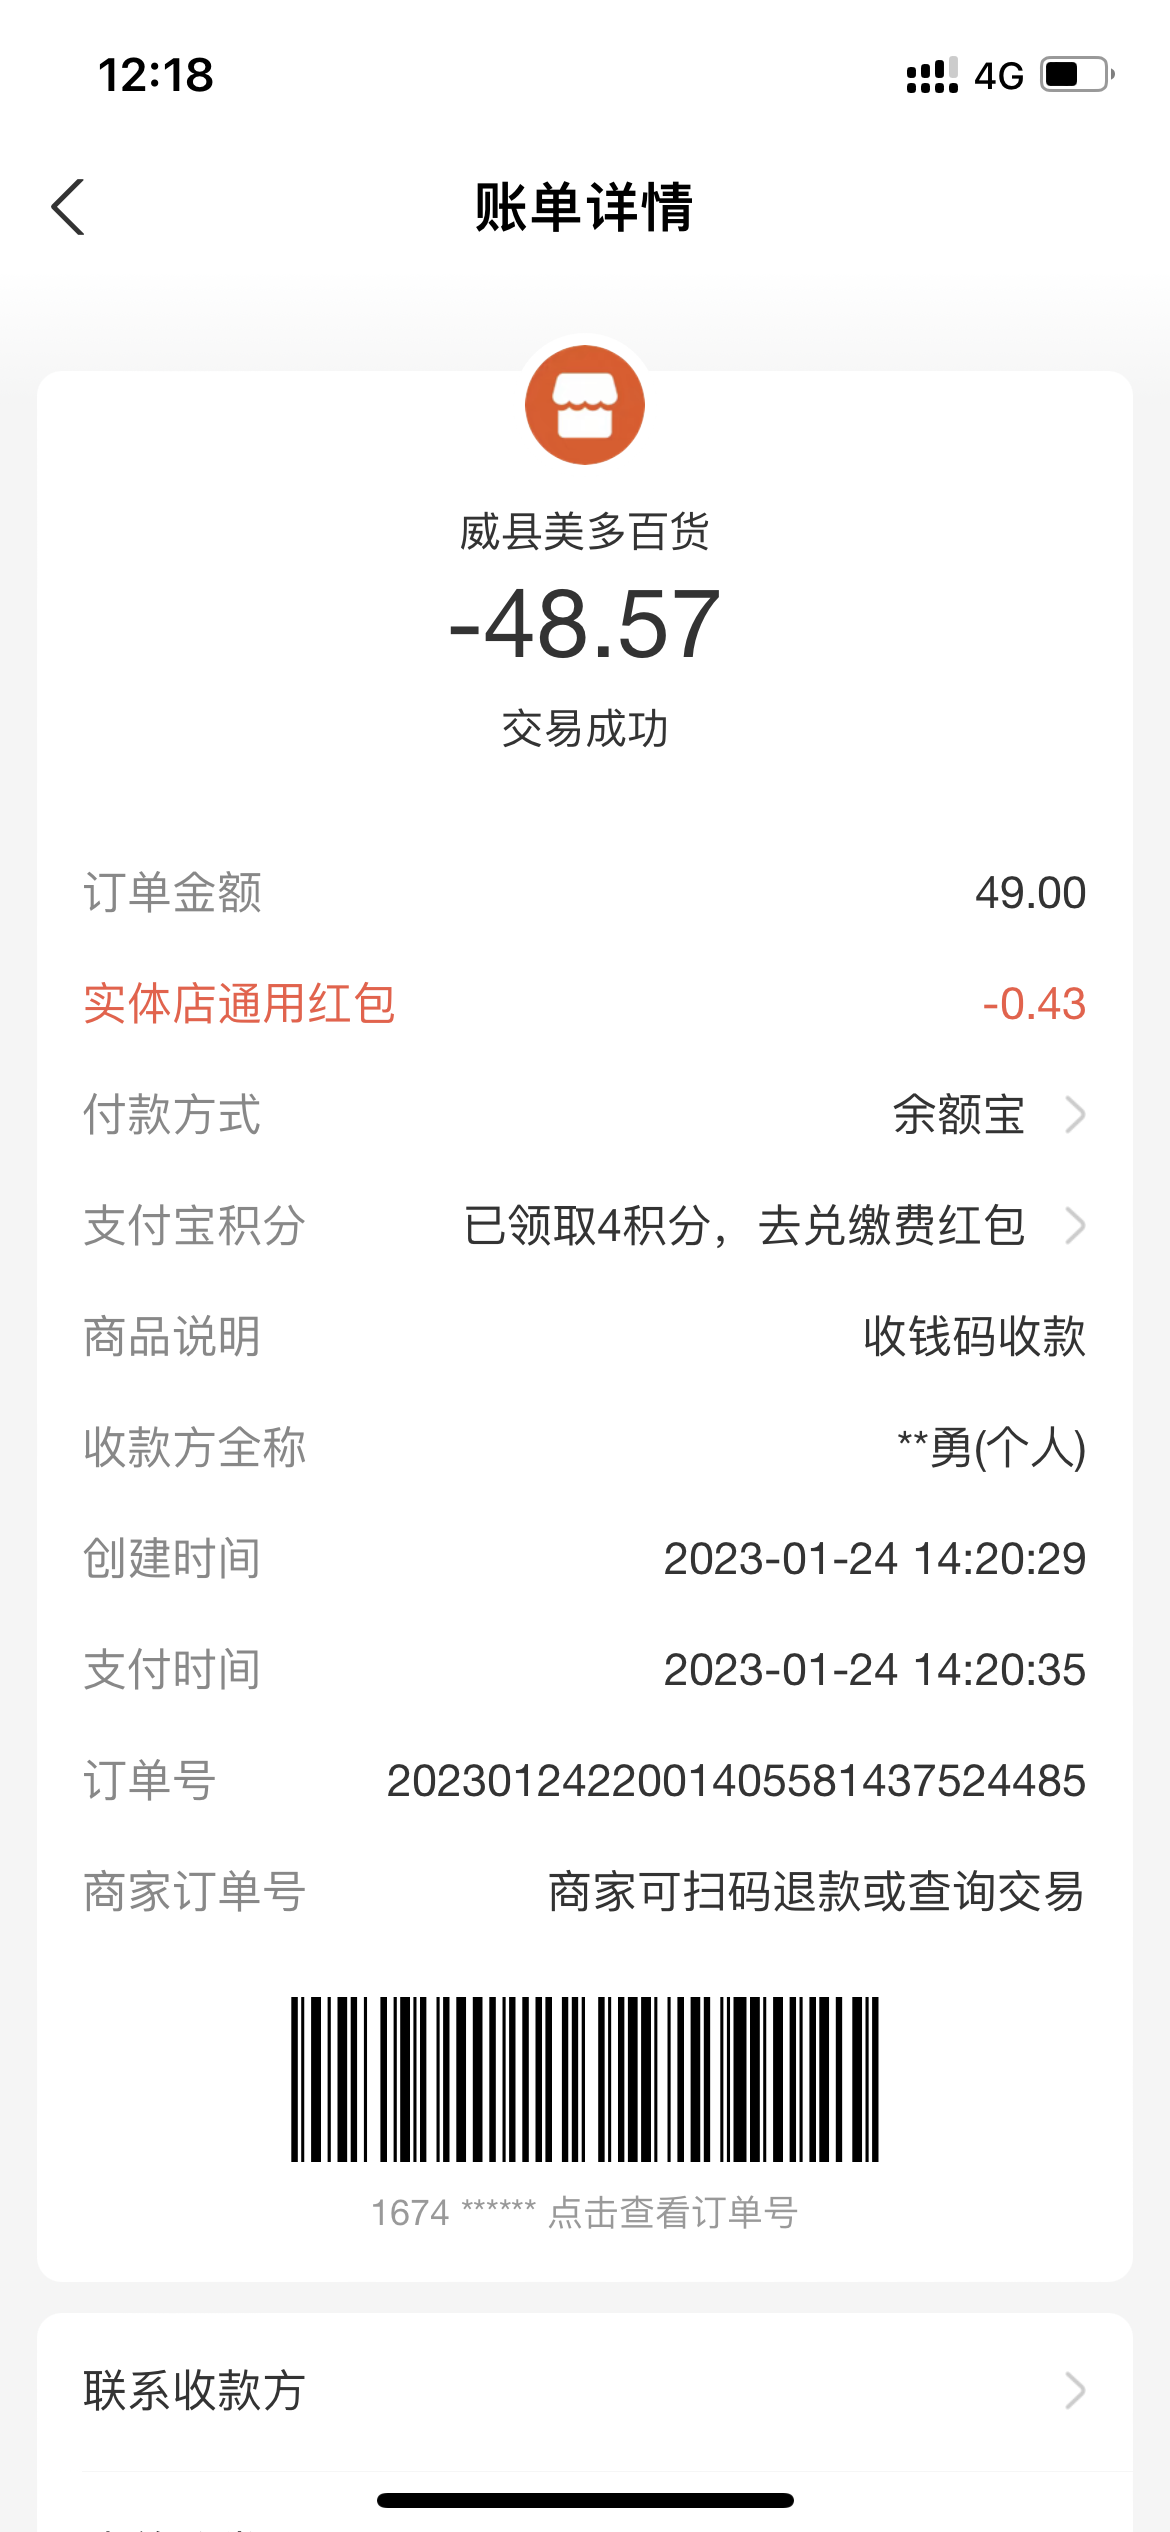 12:18
4G
账单详情
威县美多百货
-48.57
交易成功
订单金额 49.00
实体店通用红包 -0.43
付款方式 余额宝
支付宝积分 已领取4积分，去兑缴费红包
商品说明 收钱码收款
收款方全称 **勇(个人)
创建时间 2023-01-24 14:20:29
支付时间 2023-01-24 14:20:35
订单号 20230124220014055814375​24485
商家订单号 商家可扫码退款或查询交易
1674 ****** 点击查看订单号
联系收款方